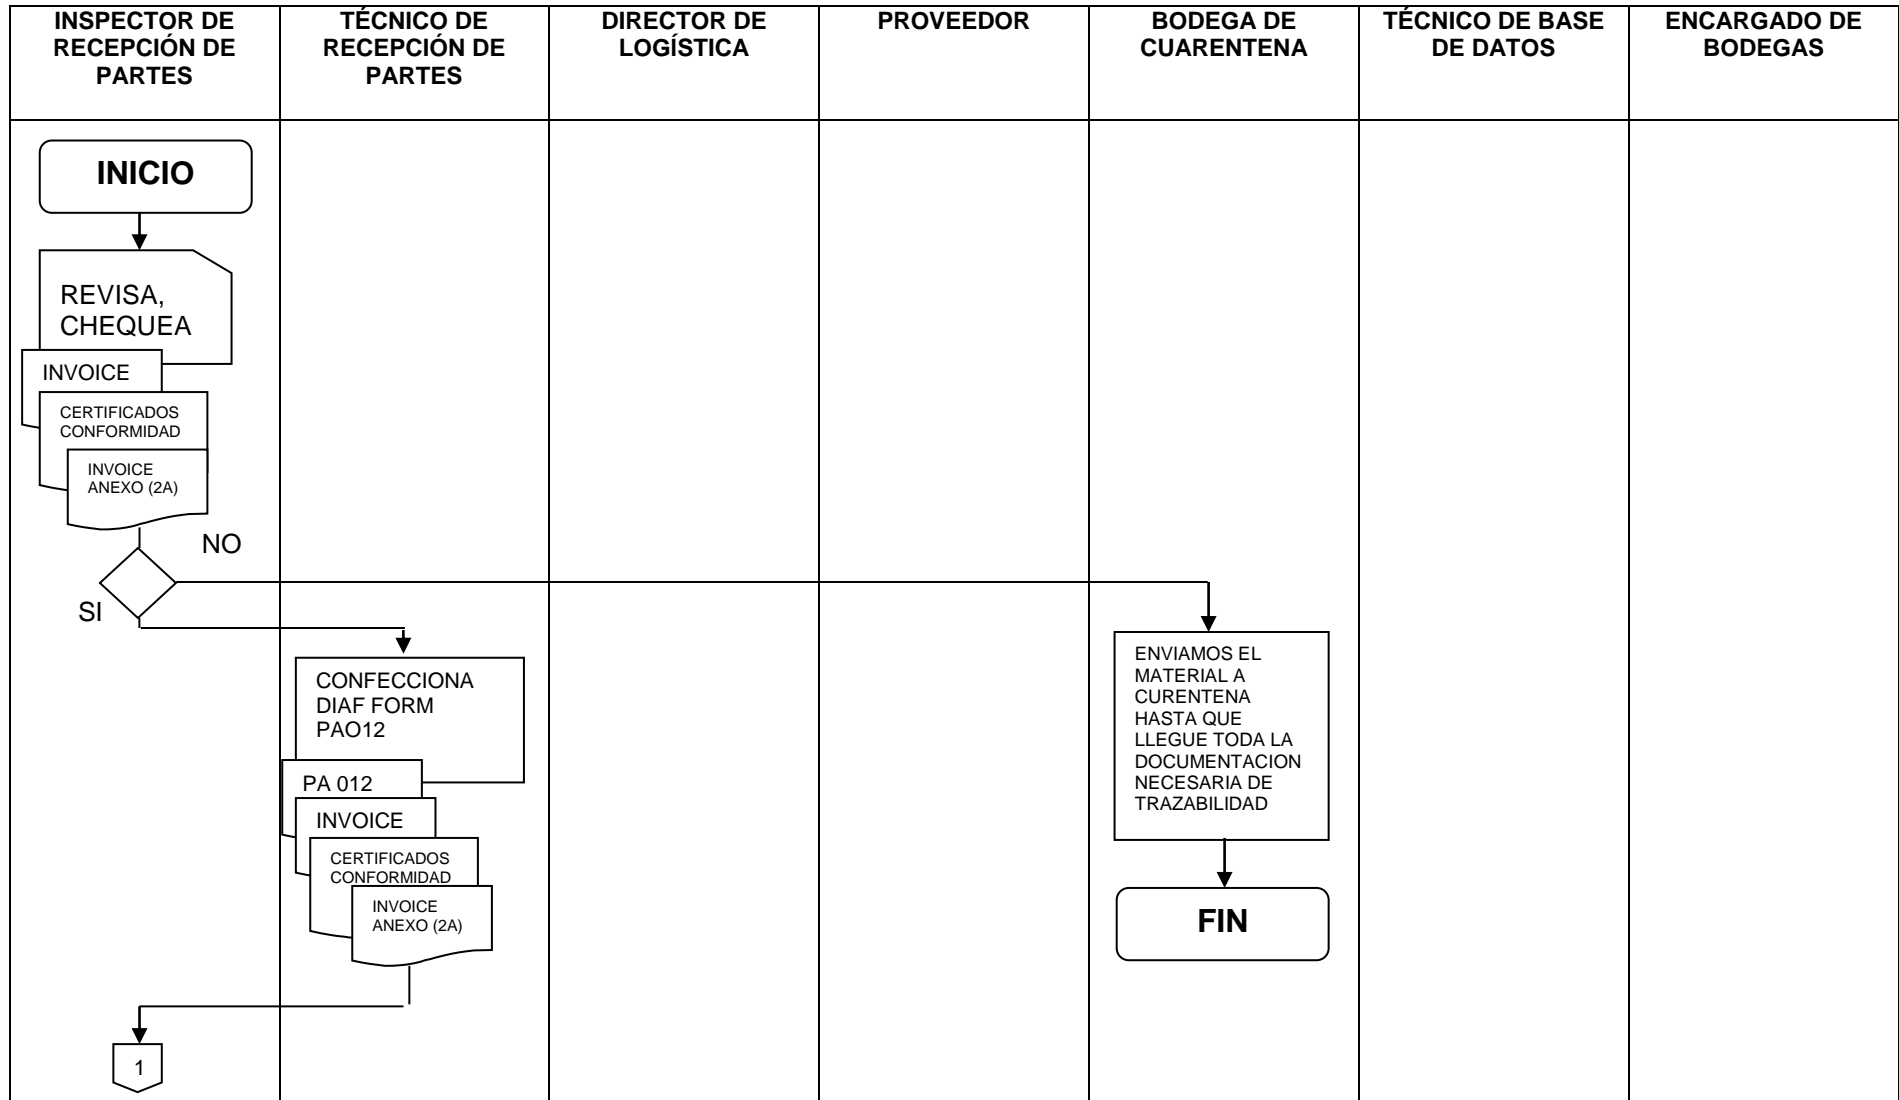 INSPECTOR DE
RECEPCIÓN DE
PARTES
TÉCNICO DE
RECEPCIÓN DE
PARTES
DIRECTOR DE
LOGÍSTICA
PROVEEDOR
BODEGA DE
CUARENTENA
TÉCNICO DE BASE
DE DATOS
ENCARGADO DE
BODEGAS
INICIO
REVISA,
CHEQUEA
INVOICE
CERTIFICADOS
CONFORMIDAD
INVOICE
ANEXO (2A)
NO
SI
CONFECCIONA
DIAF FORM
PAO12
PA 012
INVOICE
CERTIFICADOS
CONFORMIDAD
INVOICE
ANEXO (2A)
ENVIAMOS EL
MATERIAL A
CURENTENA
HASTA QUE
LLEGUE TODA LA
DOCUMENTACION
NECESARIA DE
TRAZABILIDAD
FIN
1